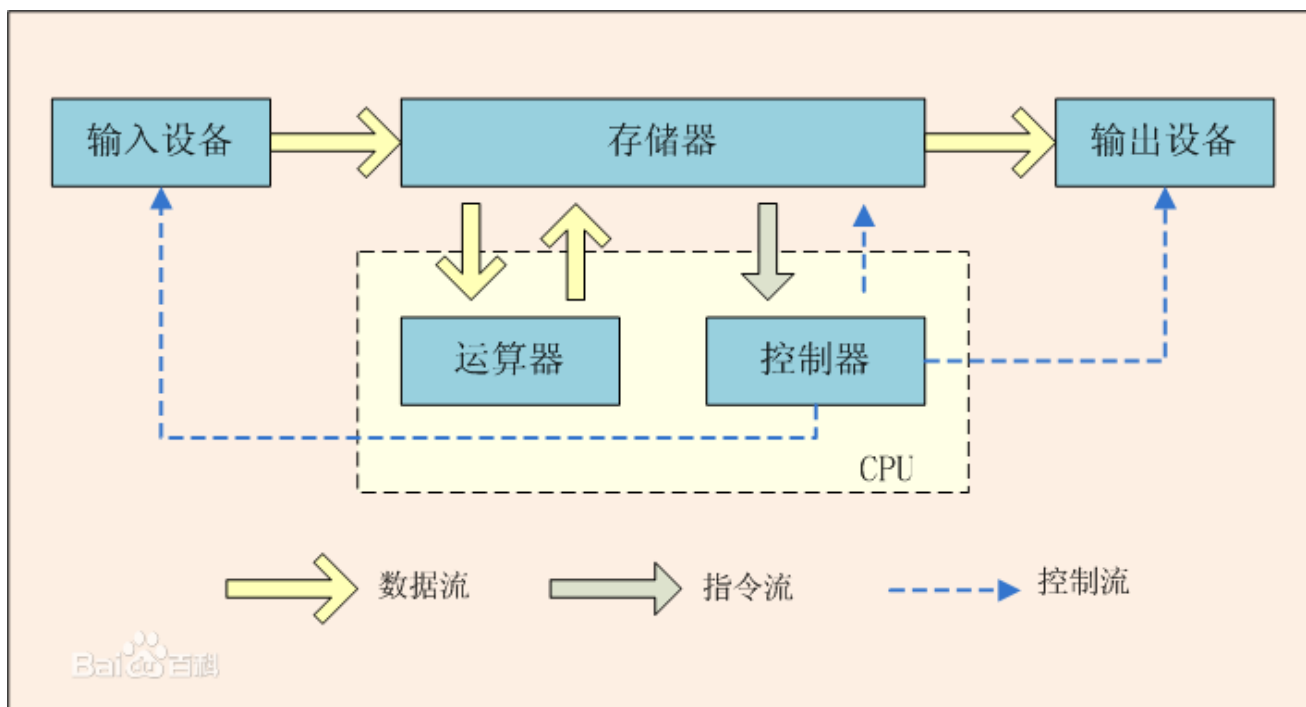 输入设备
存储器
输出设备
运算器
控制器
CPU
数据流
指令流
控制流
Baidu百科